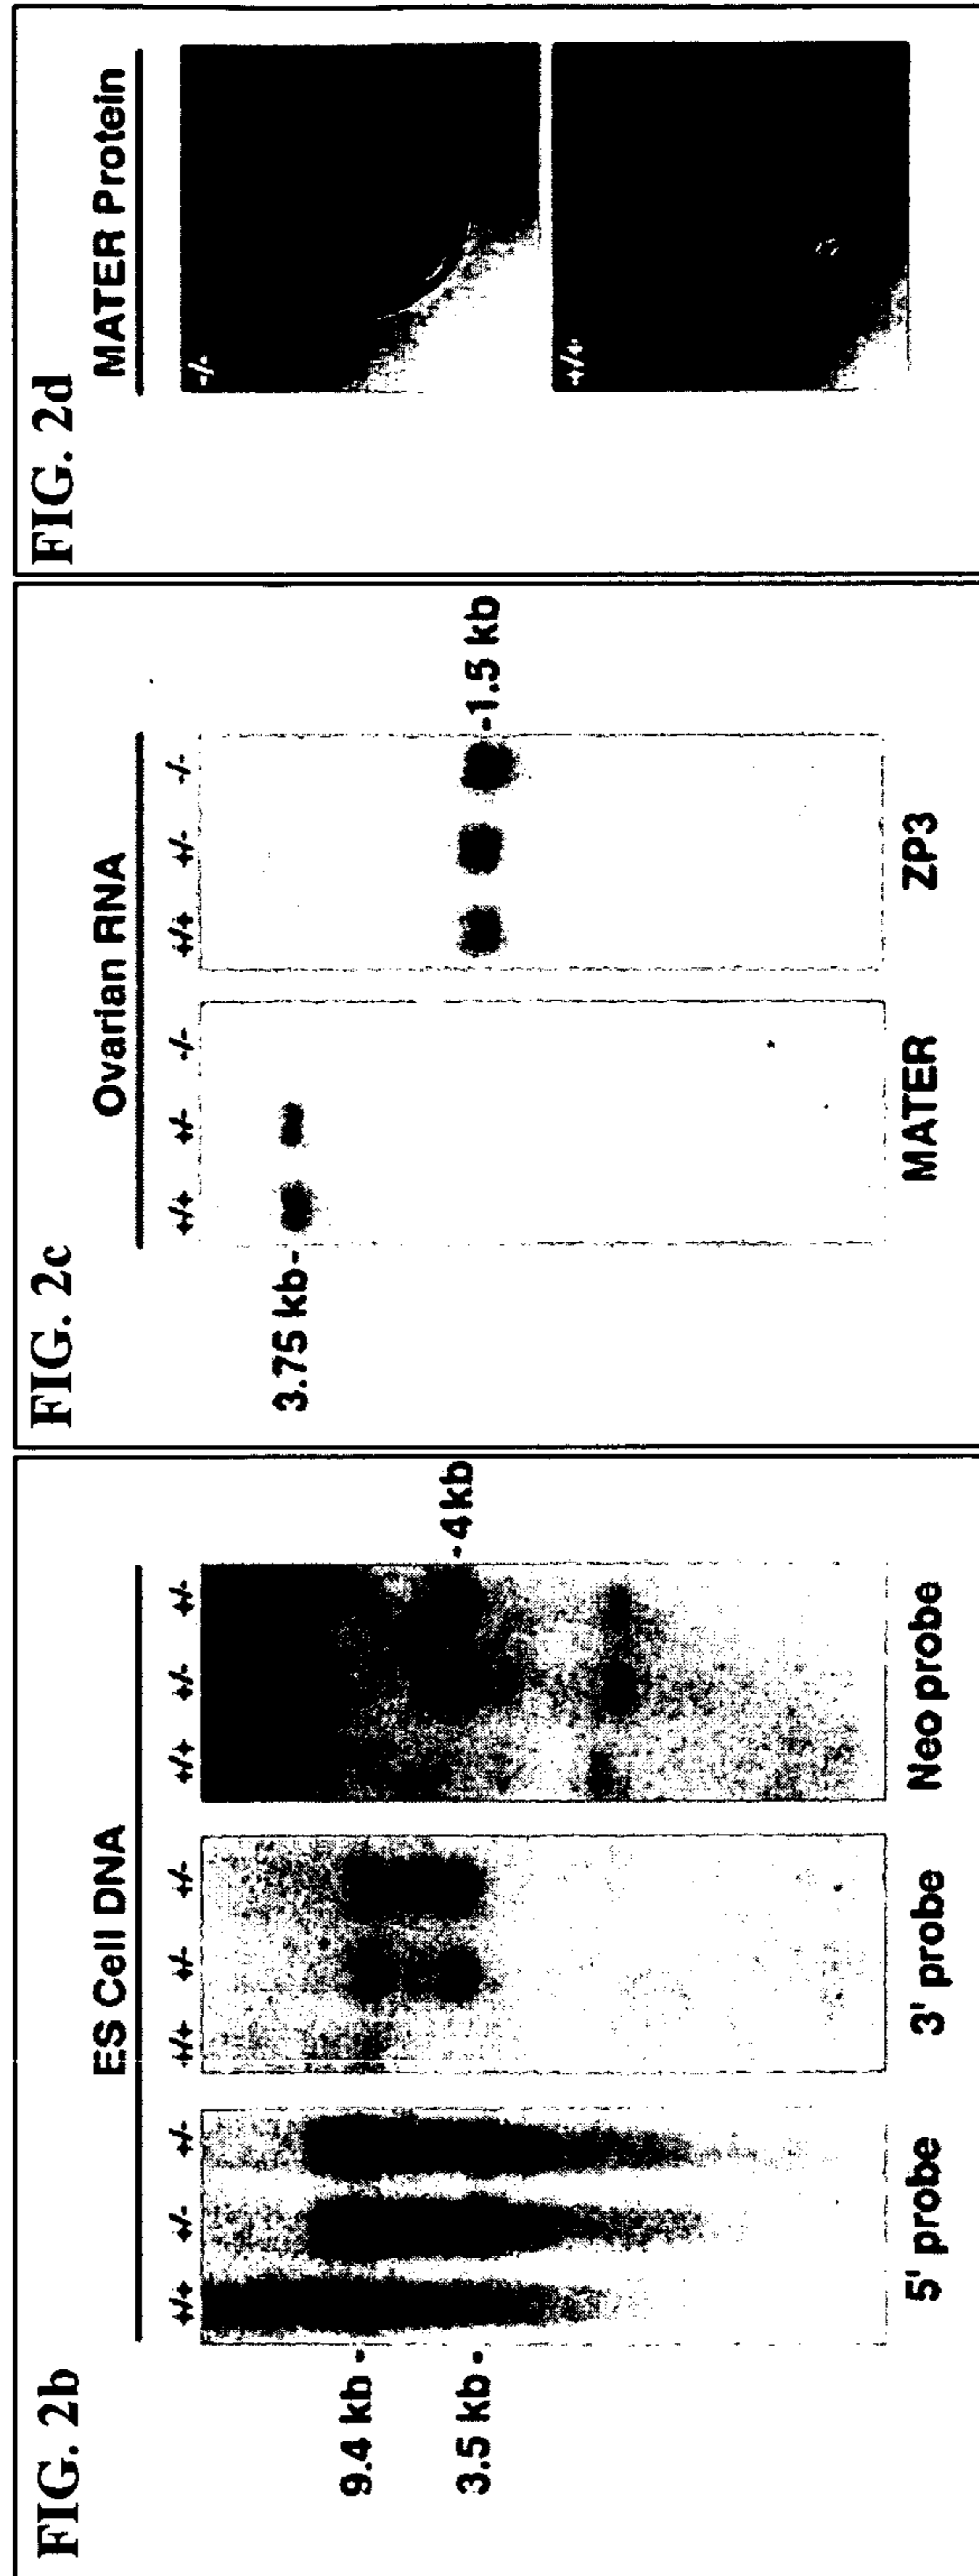 FIG. 2b
ES Cell DNA
+/+ +/- +/- +/+ +/- +/- +/+ +/- +/-
9.4 kb -
3.5 kb -
- 4 kb
5' probe 3' probe Neo probe
FIG. 2c
Ovarian RNA
+/+ +/- -/- +/+ +/- -/-
3.75 kb-
-1.5 kb
MATER ZP3
FIG. 2d
MATER Protein
-/-
+/+